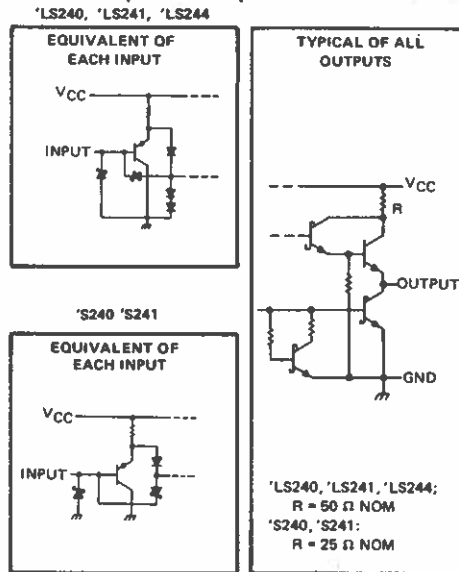 'LS240, 'LS241, 'LS244
EQUIVALENT OF
EACH INPUT
VCC
INPUT
'S240 'S241
EQUIVALENT OF
EACH INPUT
VCC
INPUT
TYPICAL OF ALL
OUTPUTS
VCC
R
OUTPUT
GND
'LS240, 'LS241, 'LS244:
R = 50 Ω NOM
'S240, 'S241:
R = 25 Ω NOM